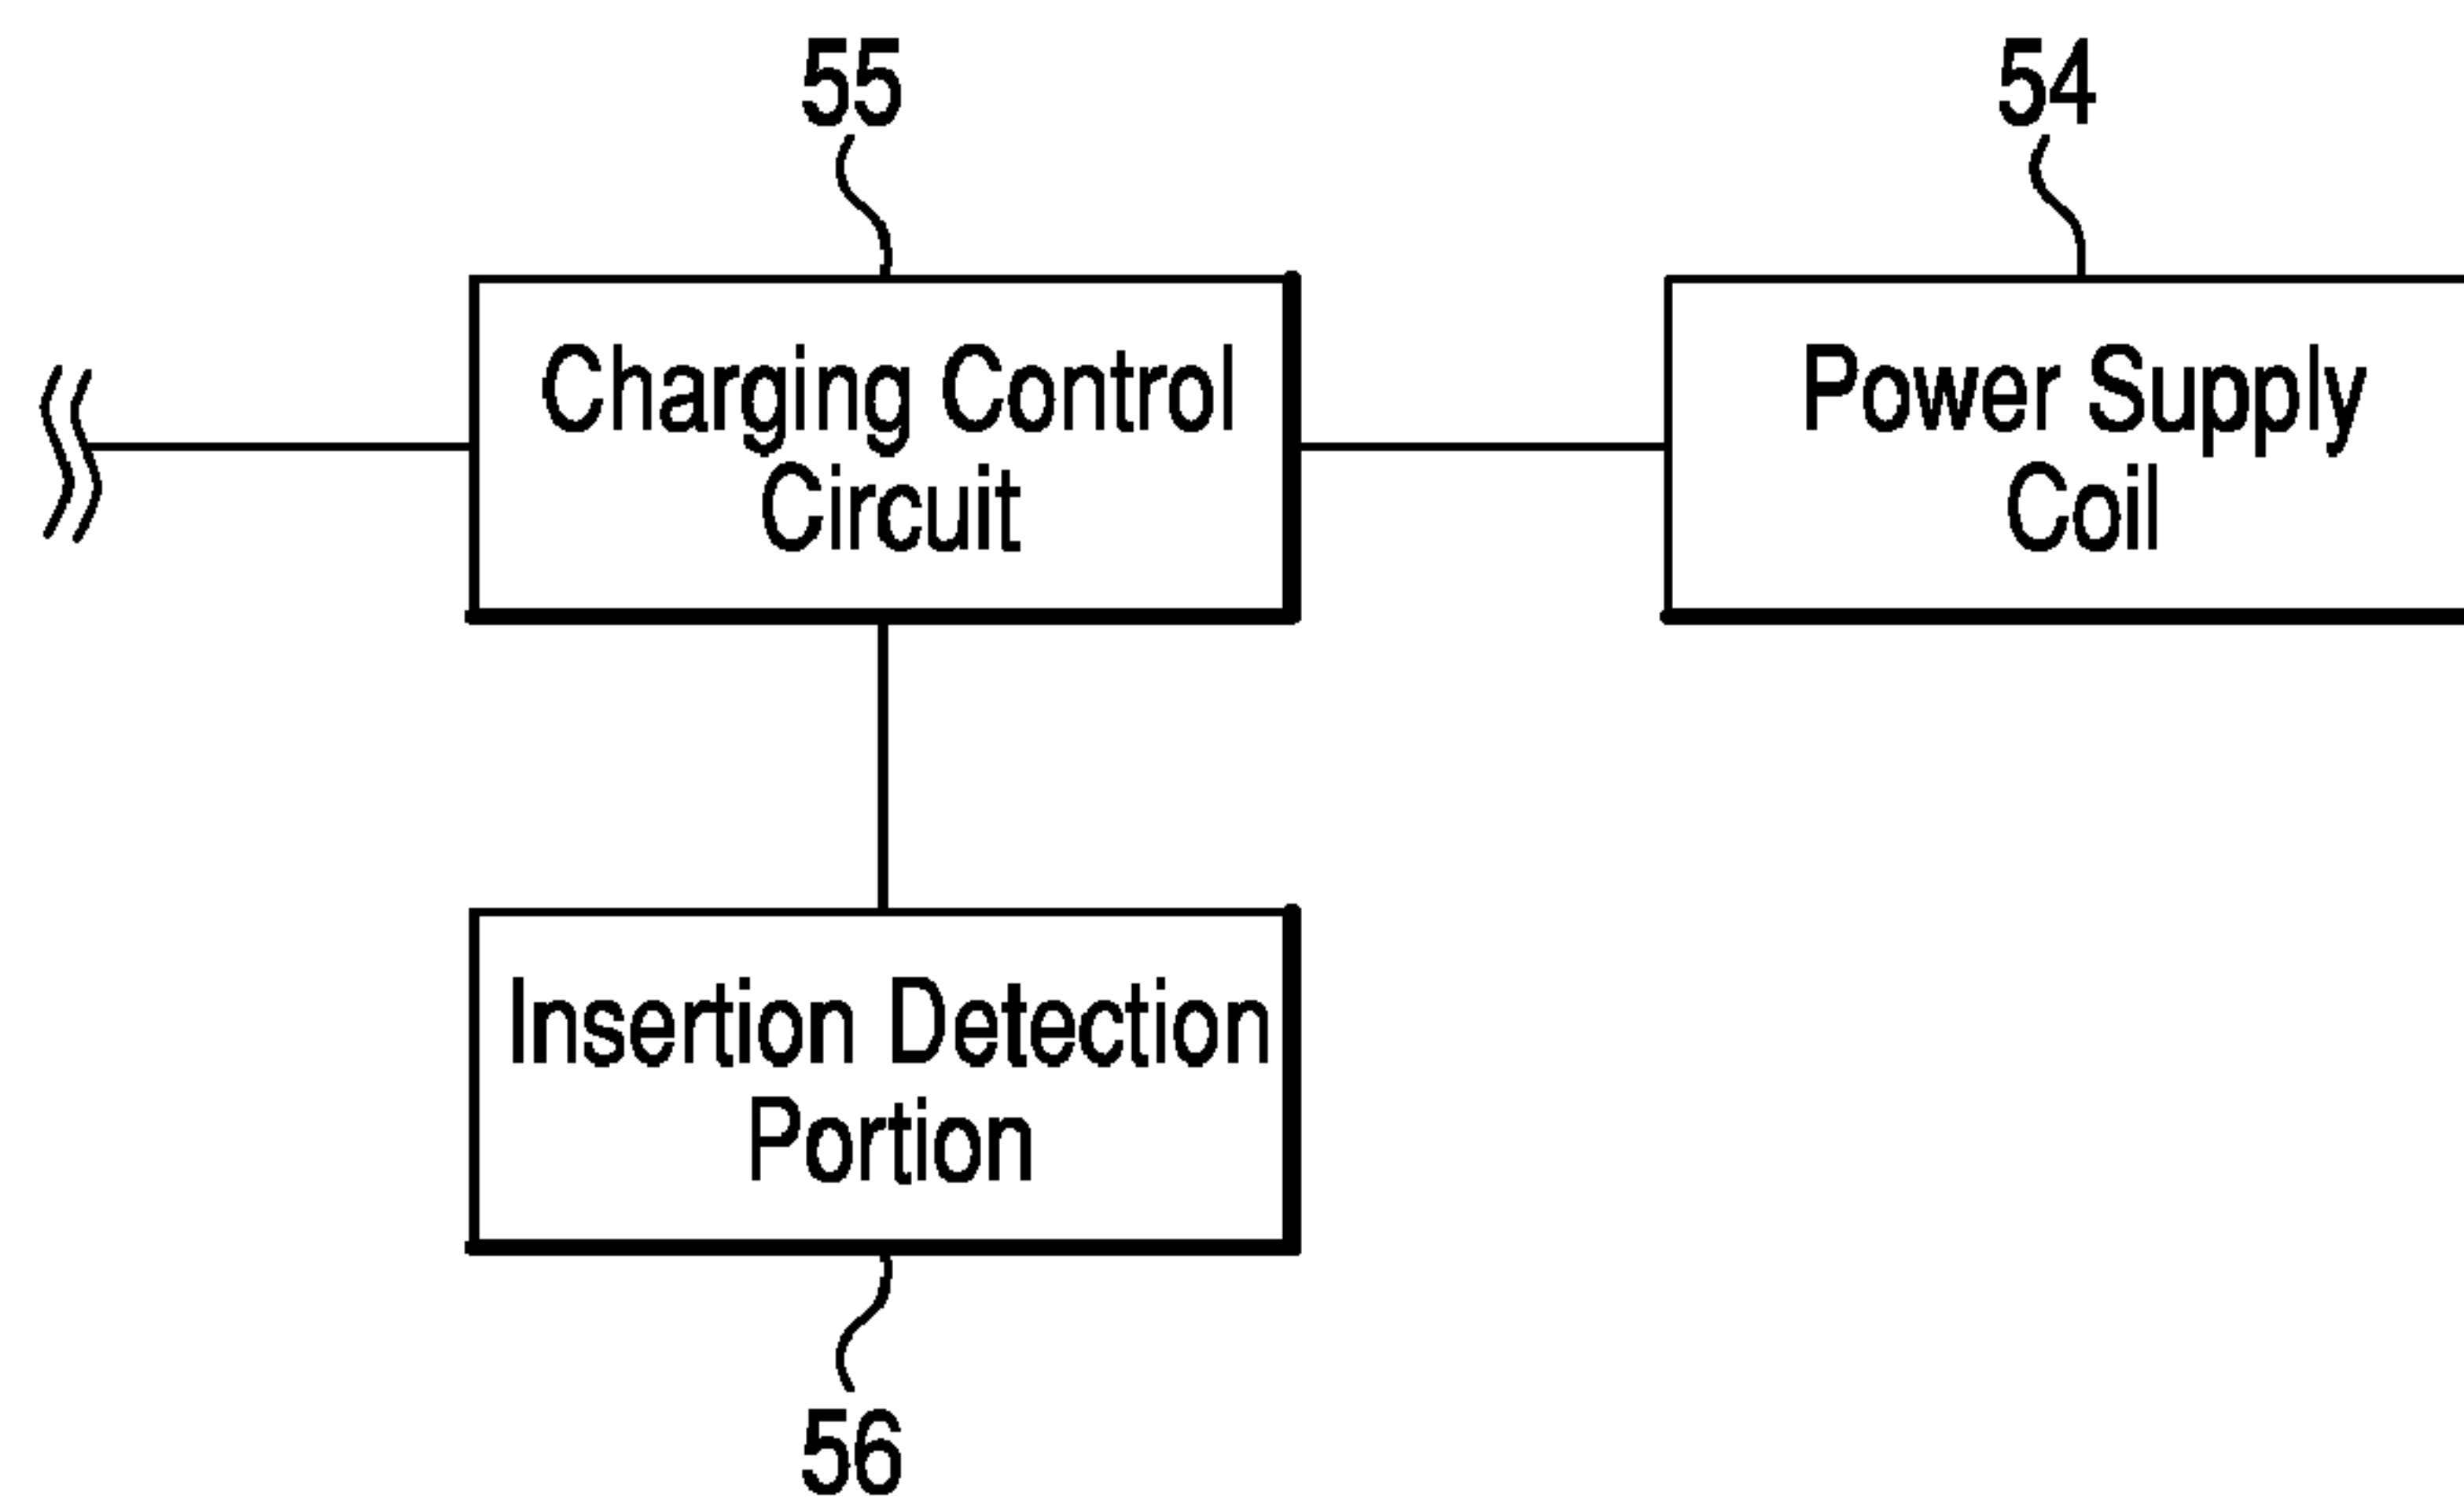 55
54
Charging Control
Circuit
Power Supply
Coil
Insertion Detection
Portion
56